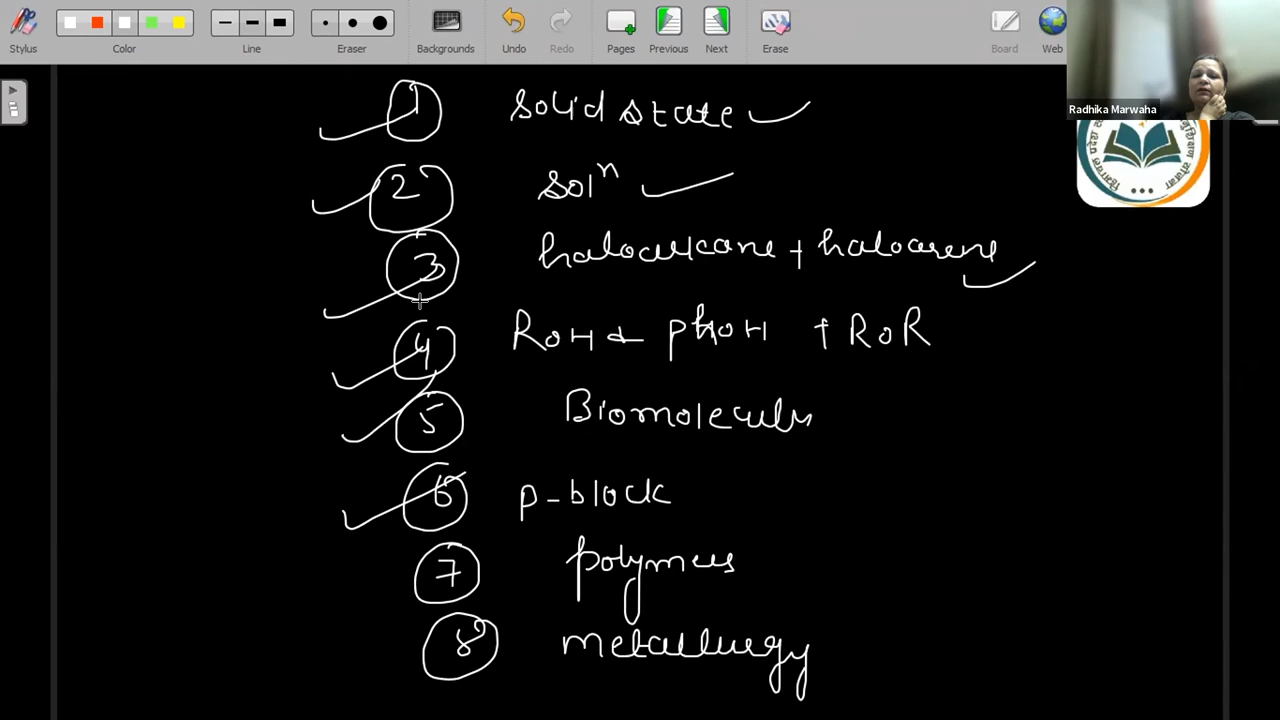 Stylus
Color
Line
Eraser
Backgrounds
Undo
Redo
Pages
Previous
Next
Erase
Board
Web
Radhika Marwaha
1 Solid state
2 Solⁿ
3 haloalkane + haloarene
4 ROH & PhOH + ROR
5 Biomolecules
6 p-block
7 polymers
8 metallurgy